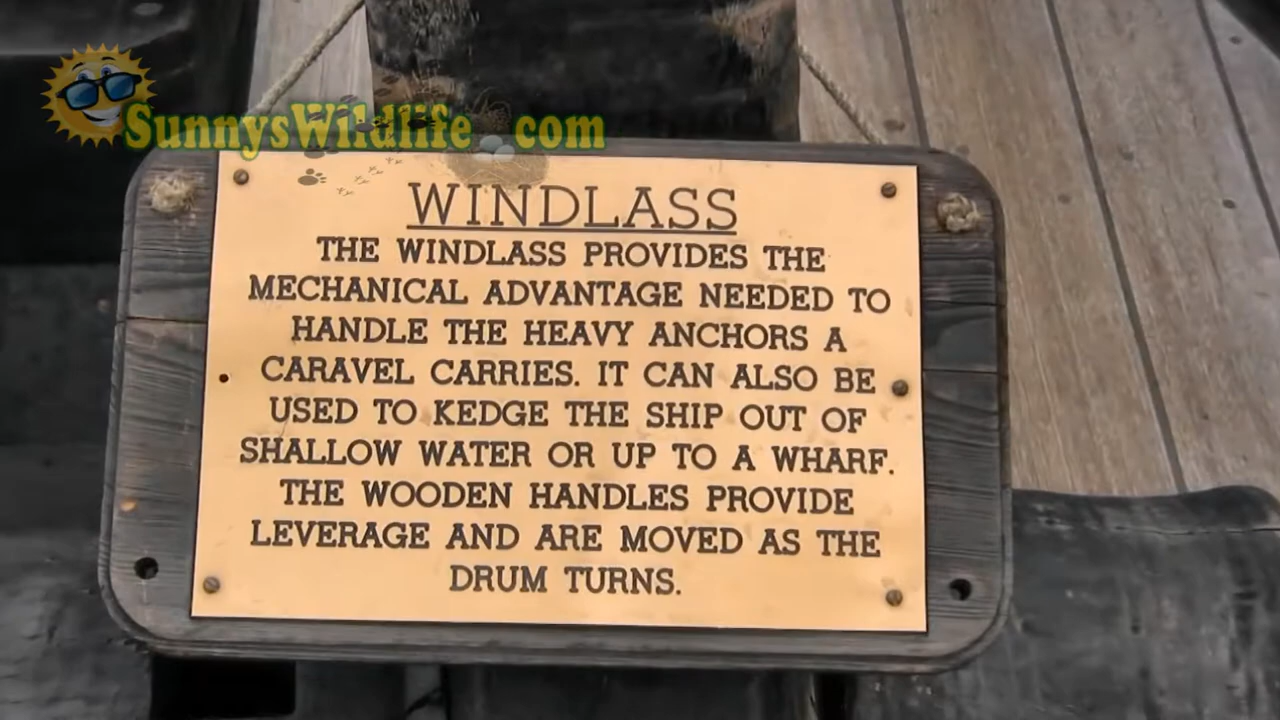 SunnysWildlife.com
WINDLASS
THE WINDLASS PROVIDES THE
MECHANICAL ADVANTAGE NEEDED TO
HANDLE THE HEAVY ANCHORS A
CARAVEL CARRIES. IT CAN ALSO BE
USED TO KEDGE THE SHIP OUT OF
SHALLOW WATER OR UP TO A WHARF.
THE WOODEN HANDLES PROVIDE
LEVERAGE AND ARE MOVED AS THE
DRUM TURNS.